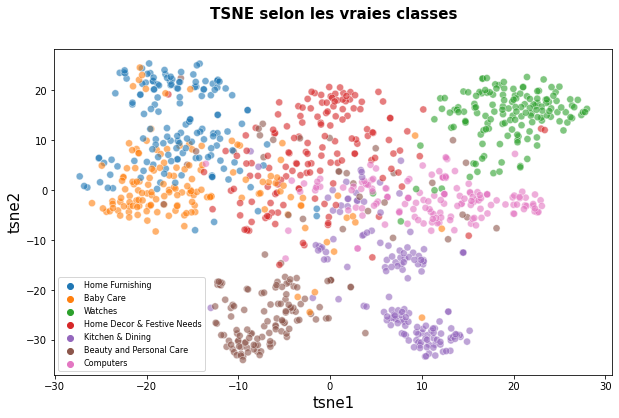 TSNE selon les vraies classes
tsne2
20
10
0
−10
−20
−30
Home Furnishing
Baby Care
Watches
Home Decor & Festive Needs
Kitchen & Dining
Beauty and Personal Care
Computers
−30 −20 −10 0 10 20 30
tsne1